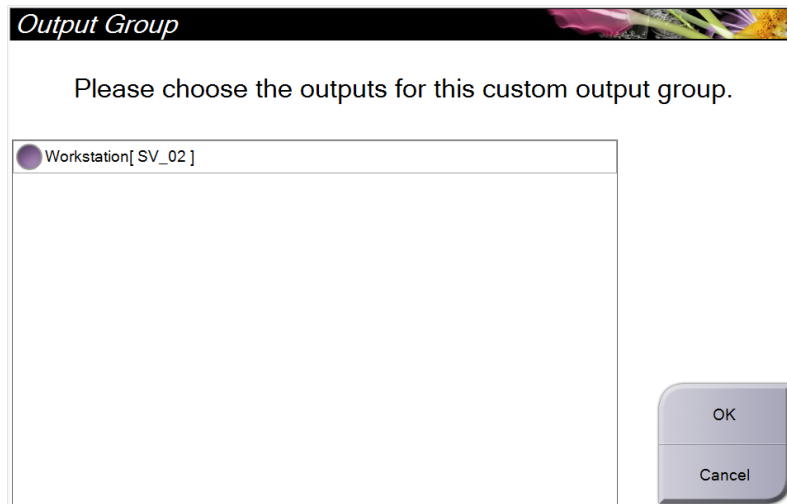 Output Group
Please choose the outputs for this custom output group.
Workstation[ SV_02 ]
OK
Cancel